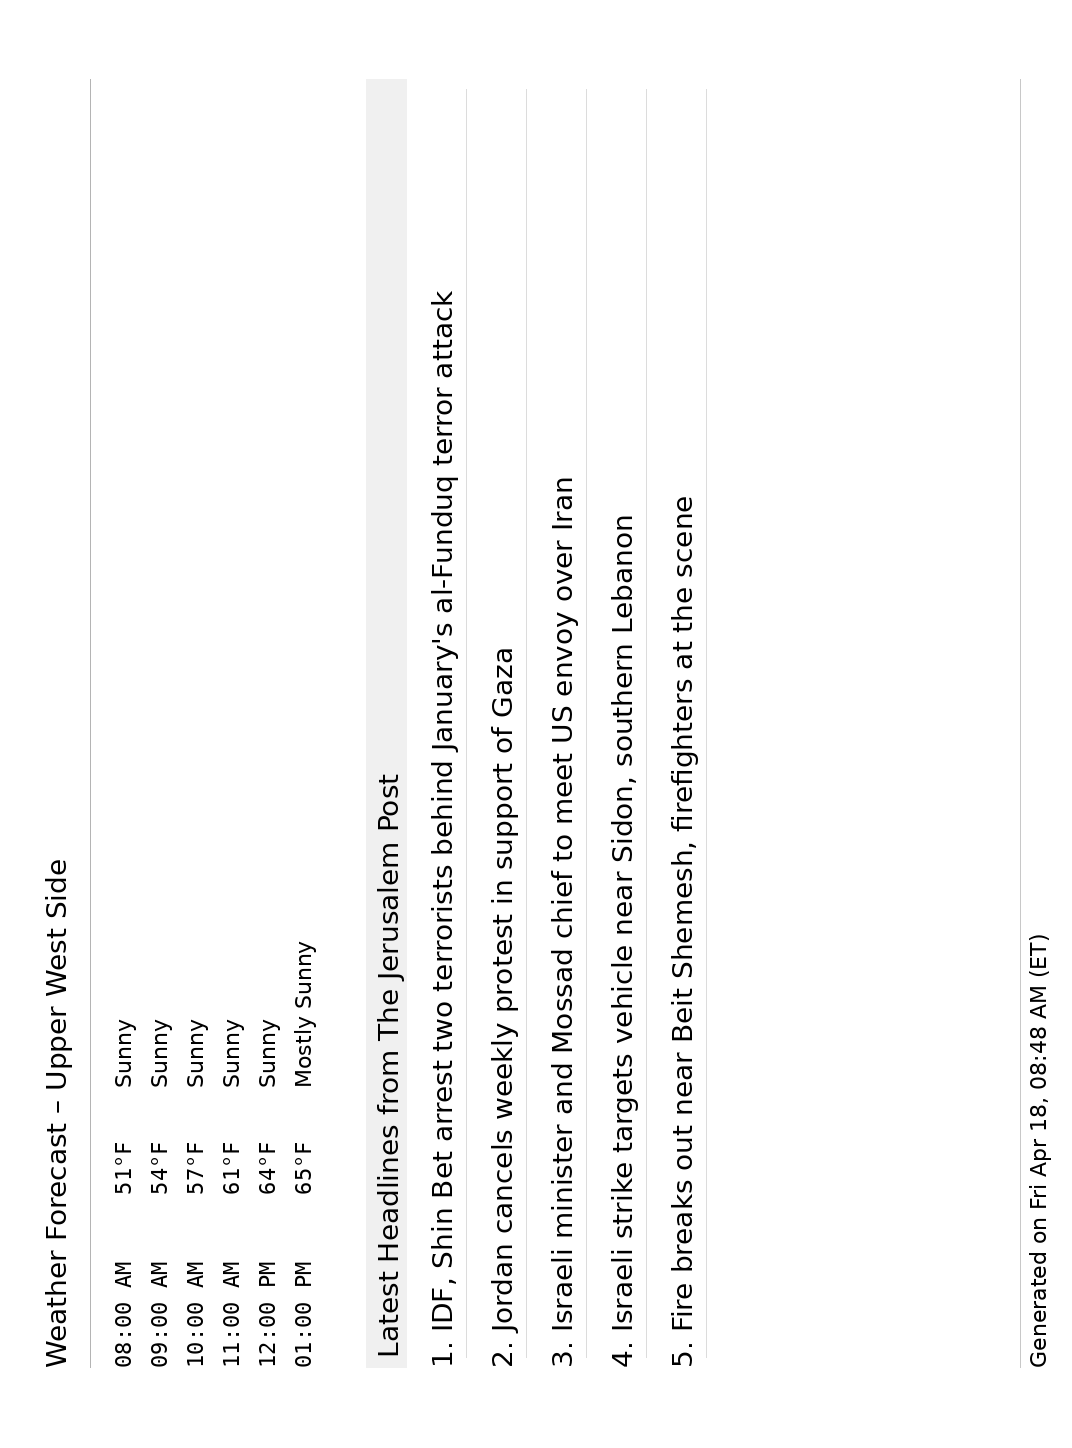 Weather Forecast – Upper West Side
08:00 AM 51°F Sunny
09:00 AM 54°F Sunny
10:00 AM 57°F Sunny
11:00 AM 61°F Sunny
12:00 PM 64°F Sunny
01:00 PM 65°F Mostly Sunny
Latest Headlines from The Jerusalem Post
1. IDF, Shin Bet arrest two terrorists behind January's al-Funduq terror attack
2. Jordan cancels weekly protest in support of Gaza
3. Israeli minister and Mossad chief to meet US envoy over Iran
4. Israeli strike targets vehicle near Sidon, southern Lebanon
5. Fire breaks out near Beit Shemesh, firefighters at the scene
Generated on Fri Apr 18, 08:48 AM (ET)